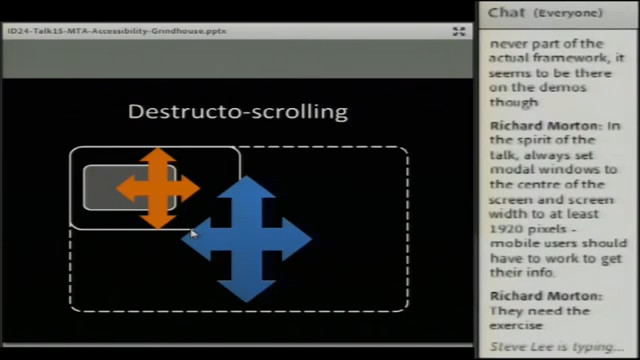 ID24-Talk15-MTA-Accessibility-Grindhouse.pptx
Destructo-scrolling
Chat (Everyone)
never part of the
actual framework, it
seems to be there
on the demos
though
Richard Morton: In
the spirit of the
talk, always set
modal windows to
the centre of the
screen and screen
width to at least
1920 pixels -
mobile users should
have to work to get
their info.
Richard Morton:
They need the
exercise
Steve Lee is typing...